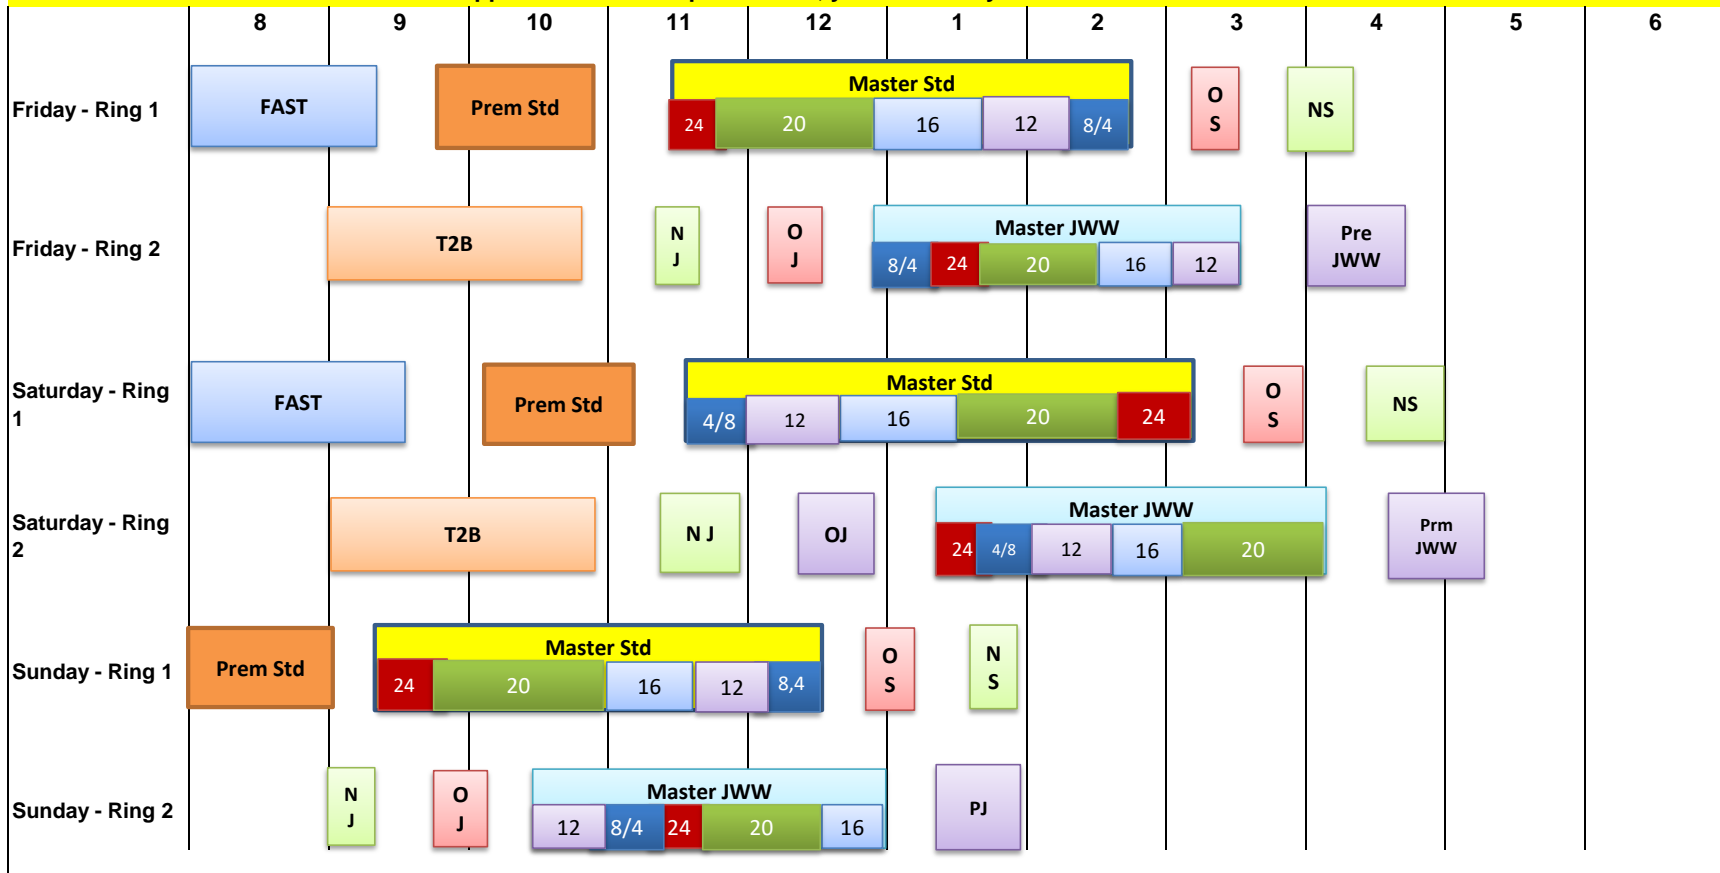 8 9 10 11 12 1 2 3 4 5 6
Friday - Ring 1
FAST
Prem Std
Master Std
24 20 16 12 8/4
O
S
NS
Friday - Ring 2
T2B
N
J
O
J
Master JWW
8/4 24 20 16 12
Pre
JWW
Saturday - Ring
1
FAST
Prem Std
Master Std
4/8 12 16 20 24
O
S
NS
Saturday - Ring
2
T2B
N J
OJ
Master JWW
24 4/8 12 16 20
Prm
JWW
Sunday - Ring 1
Prem Std
Master Std
24 20 16 12 8,4
O
S
N
S
Sunday - Ring 2
N
J
O
J
Master JWW
12 8/4 24 20 16
PJ